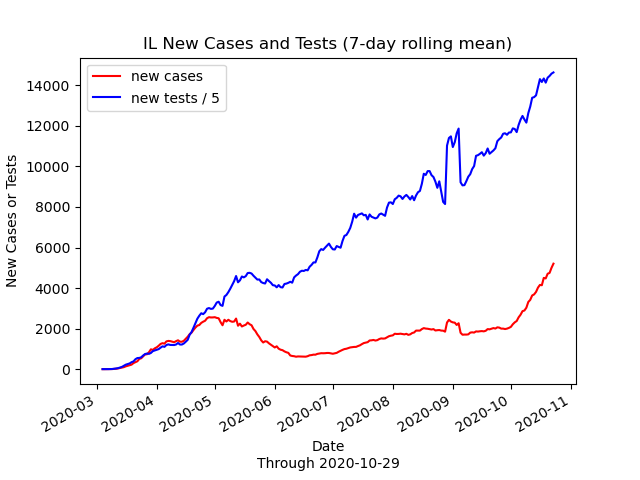 IL New Cases and Tests (7-day rolling mean)
new cases
new tests / 5
14000
12000
10000
8000
6000
4000
2000
0
New Cases or Tests
2020-03
2020-04
2020-05
2020-06
2020-07
2020-08
2020-09
2020-10
2020-11
Date
Through 2020-10-29